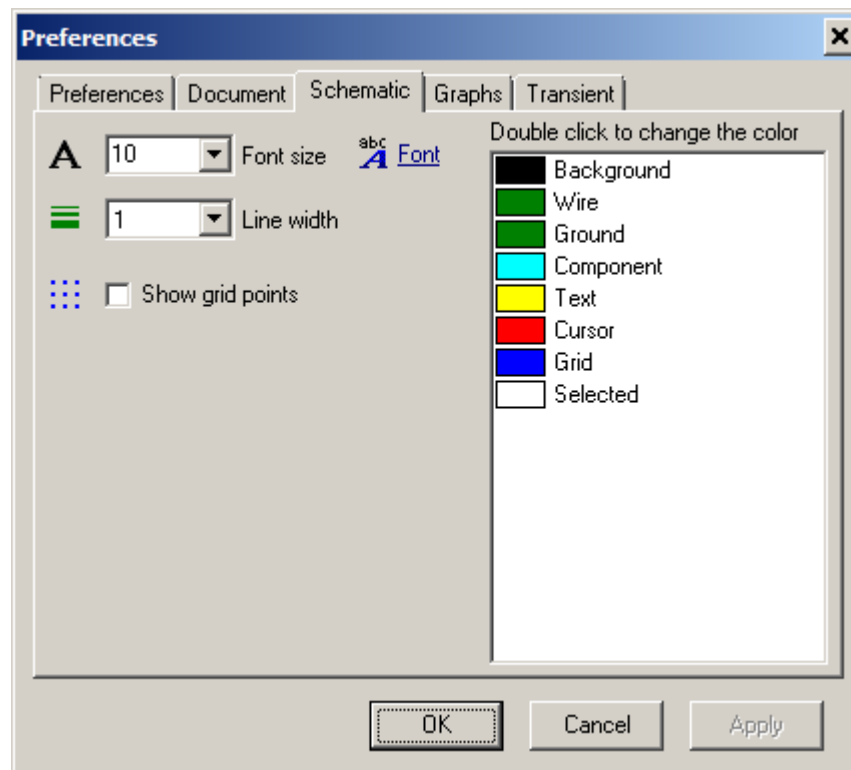 Preferences
Preferences Document Schematic Graphs Transient
A 10 Font size abc A Font
1 Line width
Show grid points
Double click to change the color
Background
Wire
Ground
Component
Text
Cursor
Grid
Selected
OK Cancel Apply